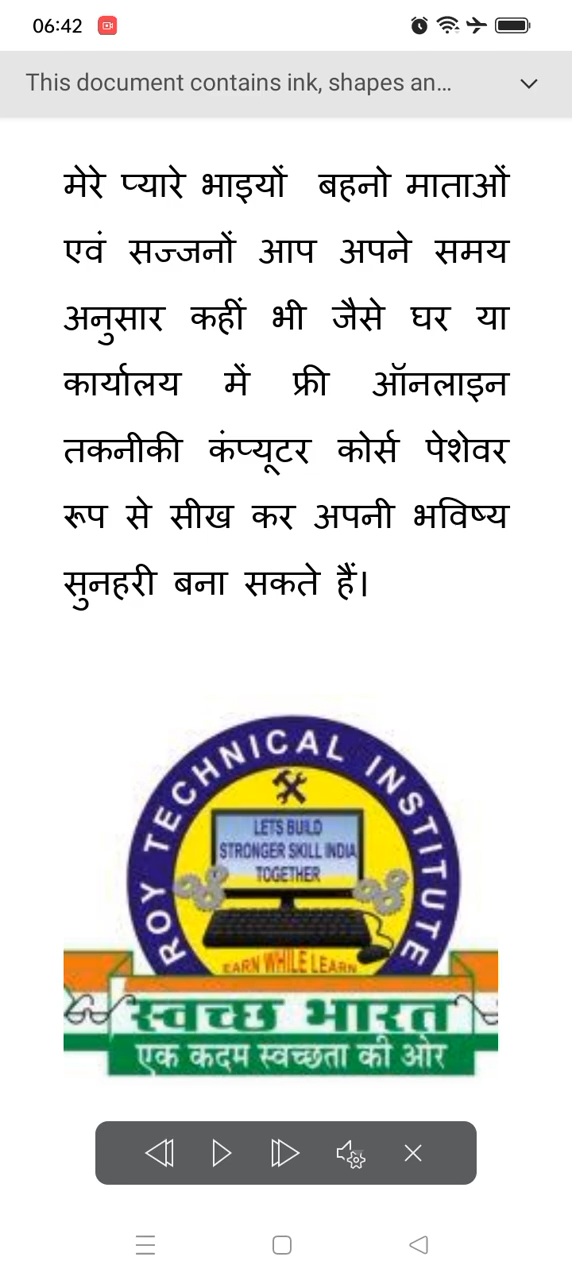 06:42
This document contains ink, shapes an...
मेरे प्यारे भाइयों बहनो माताओं
एवं सज्जनों आप अपने समय
अनुसार कहीं भी जैसे घर या
कार्यालय में फ्री ऑनलाइन
तकनीकी कंप्यूटर कोर्स पेशेवर
रूप से सीख कर अपनी भविष्य
सुनहरी बना सकते हैं।
ROY TECHNICAL INSTITUTE
LETS BUILD
STRONGER SKILL INDIA
TOGETHER
EARN WHILE LEARN
स्वच्छ भारत
एक कदम स्वच्छता की ओर